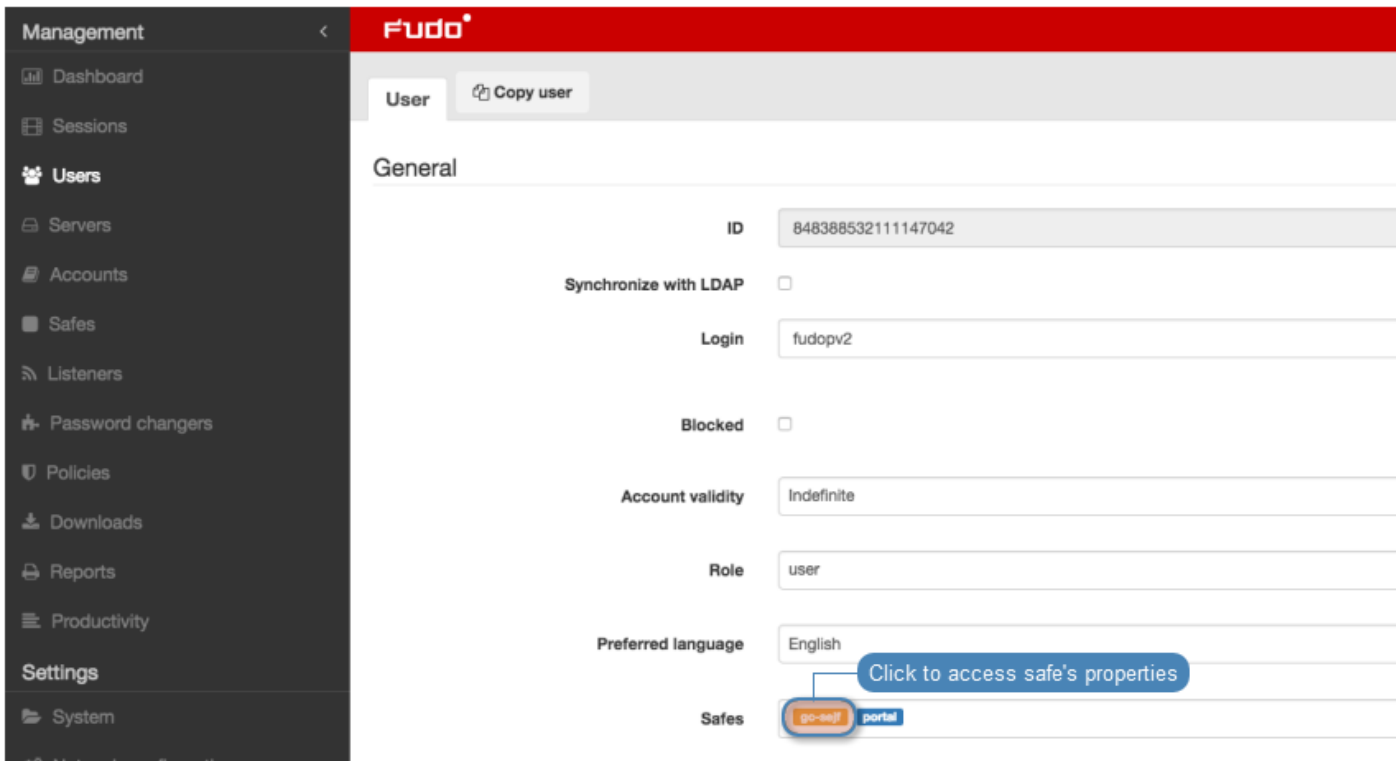 Management
Dashboard
Sessions
Users
Servers
Accounts
Safes
Listeners
Password changers
Policies
Downloads
Reports
Productivity
Settings
System
FUDO
User
Copy user
General
ID 848388532111147042
Synchronize with LDAP
Login fudopv2
Blocked
Account validity Indefinite
Role user
Preferred language English
Click to access safe's properties
Safes go-sejf portal